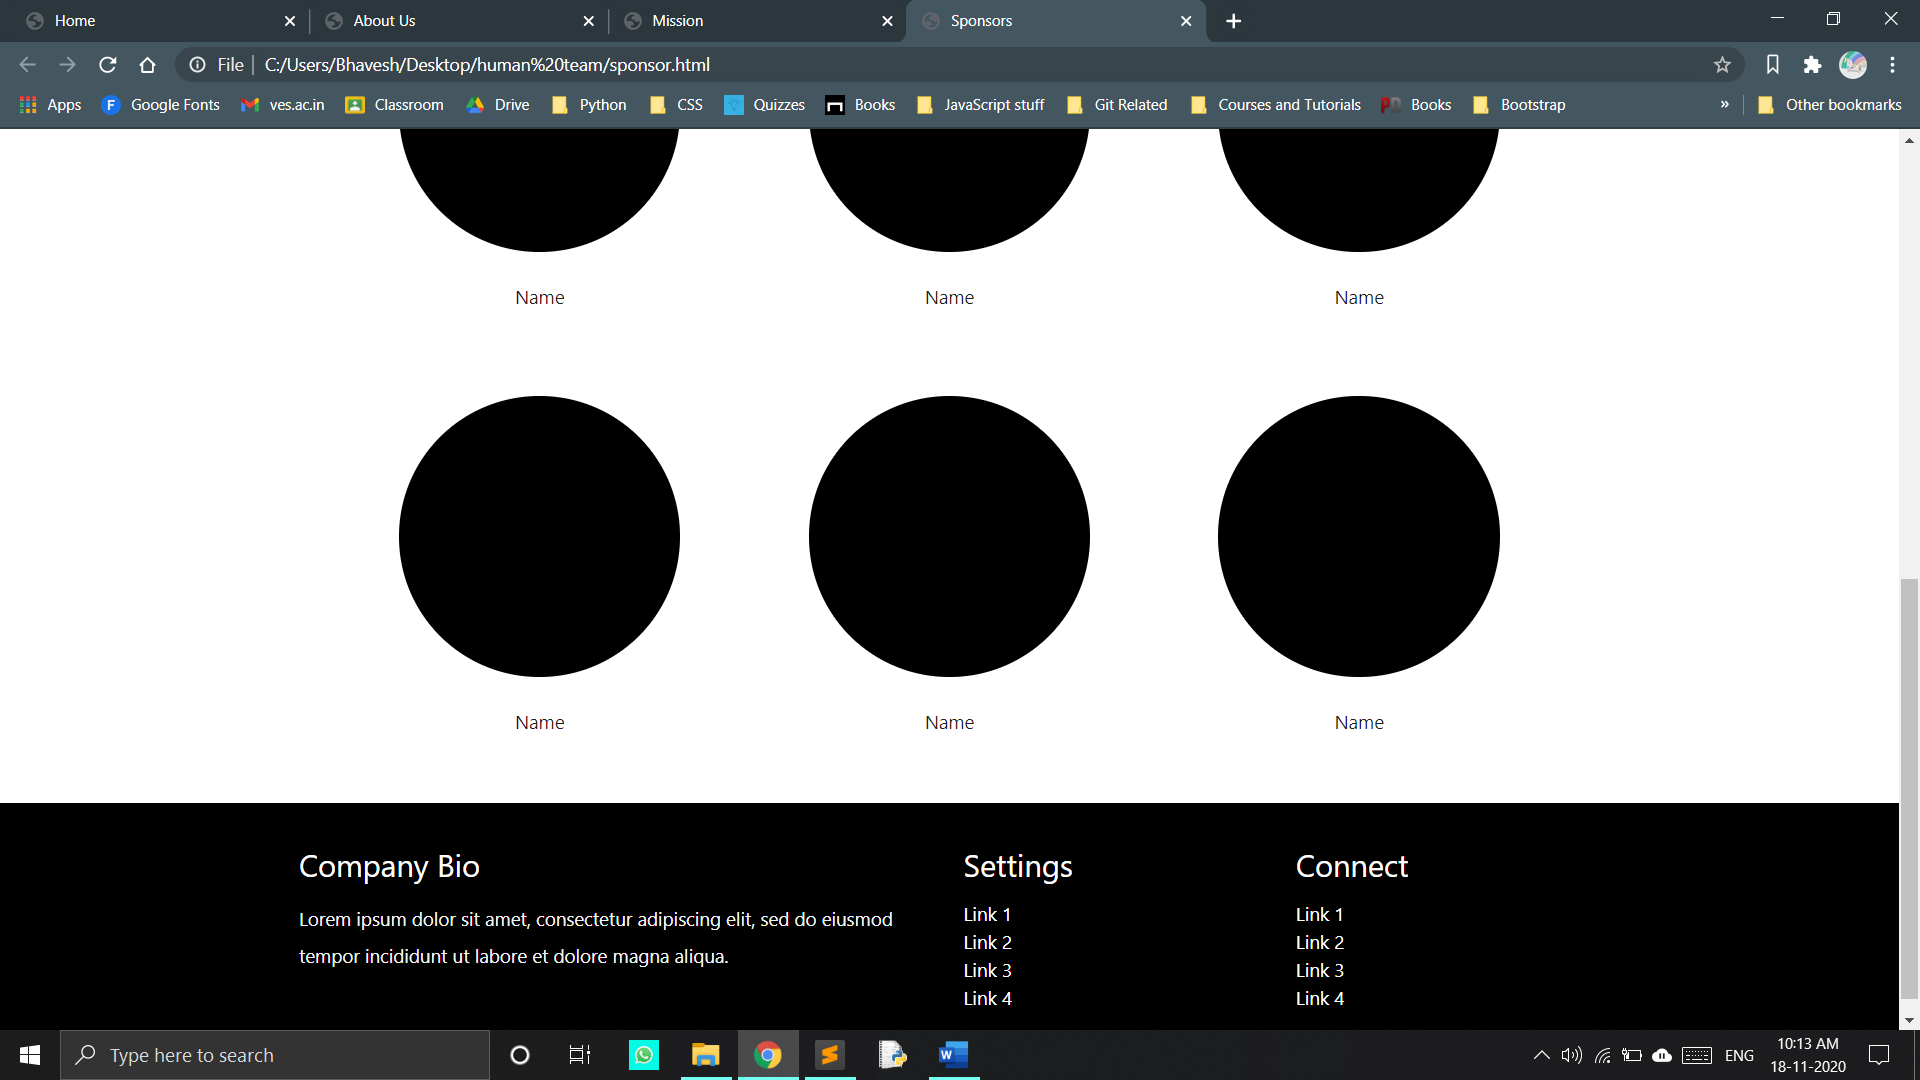 Home About Us Mission Sponsors
File C:/Users/Bhavesh/Desktop/human%20team/sponsor.html
Apps Google Fonts ves.ac.in Classroom Drive Python CSS Quizzes Books JavaScript stuff Git Related Courses and Tutorials Books Bootstrap » Other bookmarks
Name Name Name
Name Name Name
Company Bio
Lorem ipsum dolor sit amet, consectetur adipiscing elit, sed do eiusmod
tempor incididunt ut labore et dolore magna aliqua.
Settings
Link 1
Link 2
Link 3
Link 4
Connect
Link 1
Link 2
Link 3
Link 4
Type here to search
ENG
10:13 AM
18-11-2020